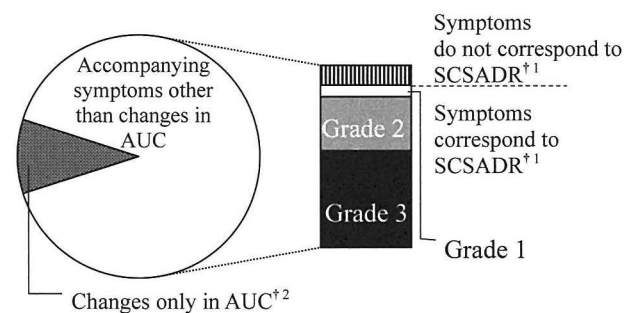 Symptoms
do not correspond to
SCSADR†1
Accompanying
symptoms other
than changes in
AUC
Grade 2
Symptoms
correspond to
SCSADR†1
Grade 3
Grade 1
Changes only in AUC†2